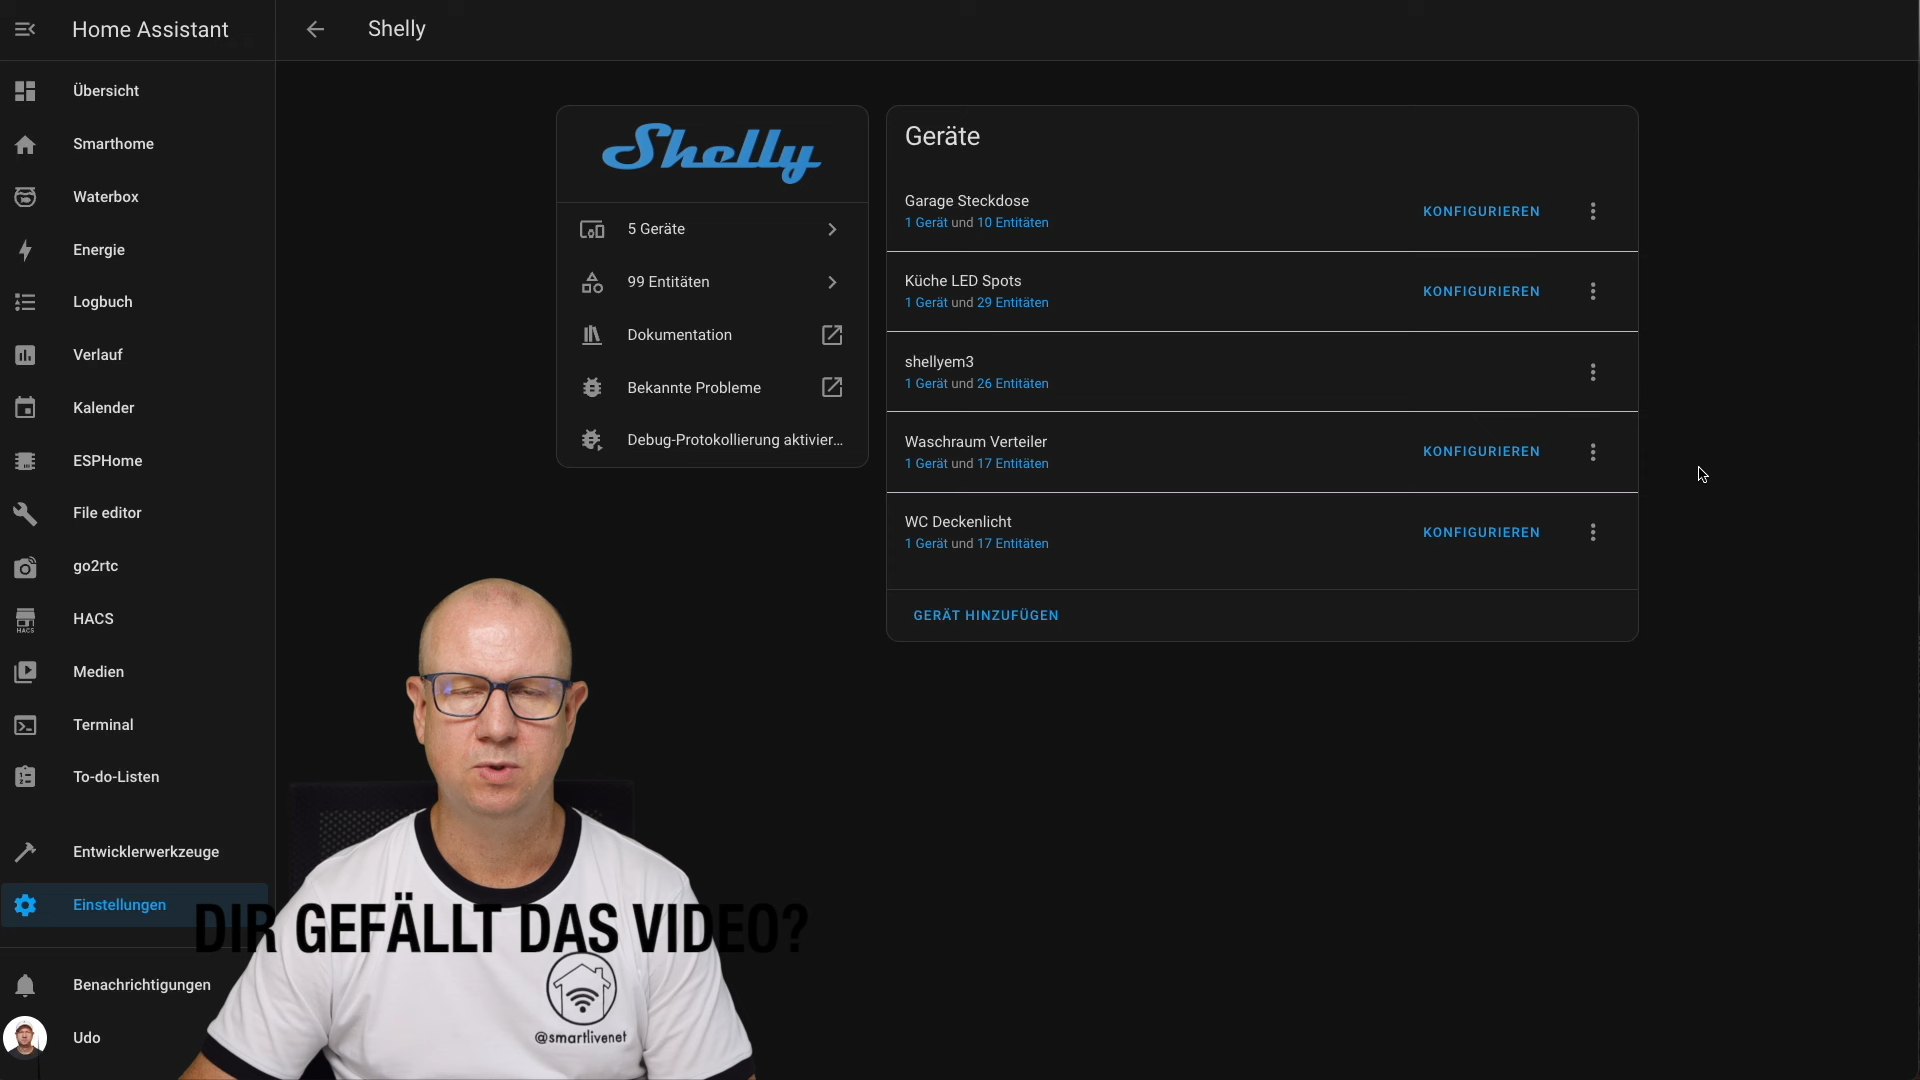 Home Assistant
Shelly
Übersicht
Smarthome
Waterbox
Energie
Logbuch
Verlauf
Kalender
ESPHome
File editor
go2rtc
HACS
HACS
Medien
Terminal
To-do-Listen
Entwicklerwerkzeuge
Einstellungen
Benachrichtigungen
Udo
Shelly
5 Geräte
99 Entitäten
Dokumentation
Bekannte Probleme
Debug-Protokollierung aktivier...
Geräte
Garage Steckdose
1 Gerät und 10 Entitäten
KONFIGURIEREN
Küche LED Spots
1 Gerät und 29 Entitäten
KONFIGURIEREN
shellyem3
1 Gerät und 26 Entitäten
Waschraum Verteiler
1 Gerät und 17 Entitäten
KONFIGURIEREN
WC Deckenlicht
1 Gerät und 17 Entitäten
KONFIGURIEREN
GERÄT HINZUFÜGEN
DIR GEFÄLLT DAS VIDEO?
@smartlivenet